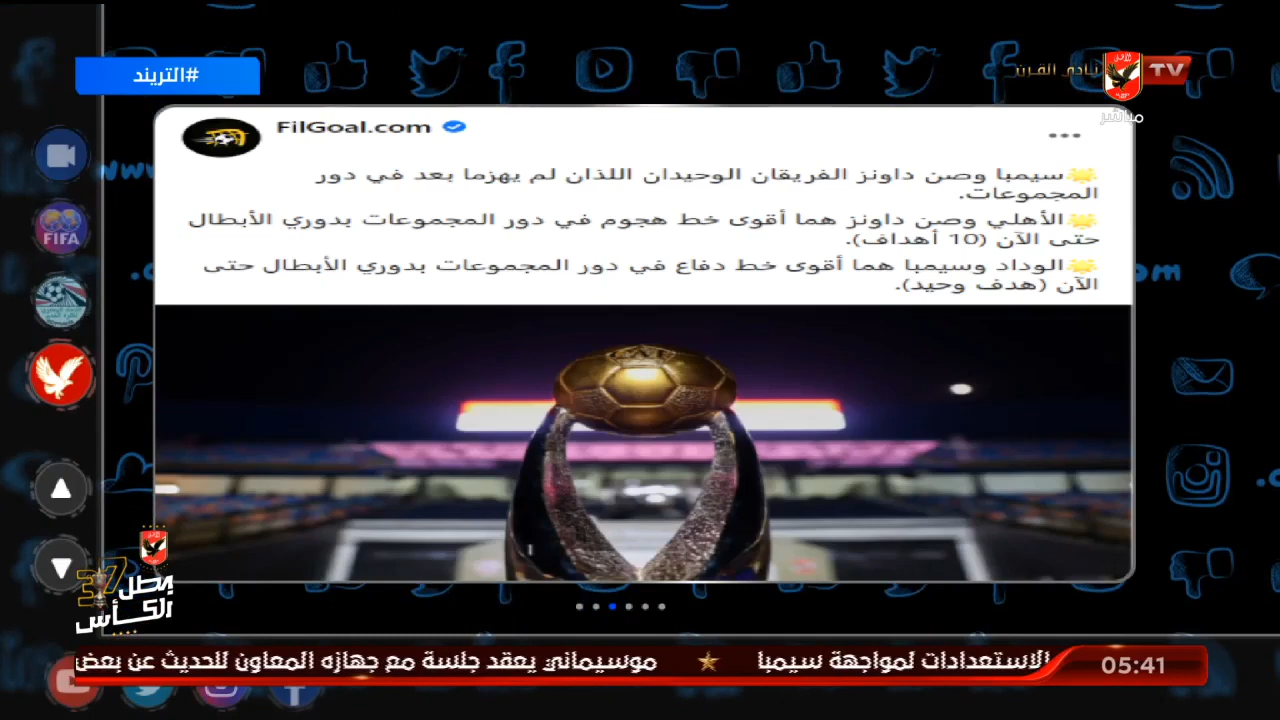 #التريند
نادي القرن
TV
مباشر
FilGoal.com
🌟سيمبا وصن داونز الفريقان الوحيدان اللذان لم يهزما بعد في دور
المجموعات.
🌟الأهلي وصن داونز هما أقوى خط هجوم في دور المجموعات بدوري الأبطال
حتى الآن (10 أهداف).
🌟الوداد وسيمبا هما أقوى خط دفاع في دور المجموعات بدوري الأبطال حتى
الآن (هدف وحيد).
FIFA
37
بطل
الكأس
الاستعدادات لمواجهة سيمبا ★ موسيماني يعقد جلسة مع جهازه المعاون للحديث عن بعض
05:41